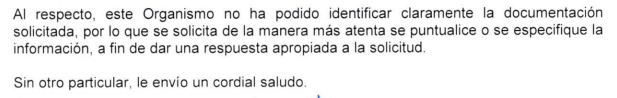 Al respecto, este Organismo no ha podido identificar claramente la documentación
solicitada, por lo que se solicita de la manera más atenta se puntualice o se especifique la
información, a fin de dar una respuesta apropiada a la solicitud.
Sin otro particular, le envío un cordial saludo.